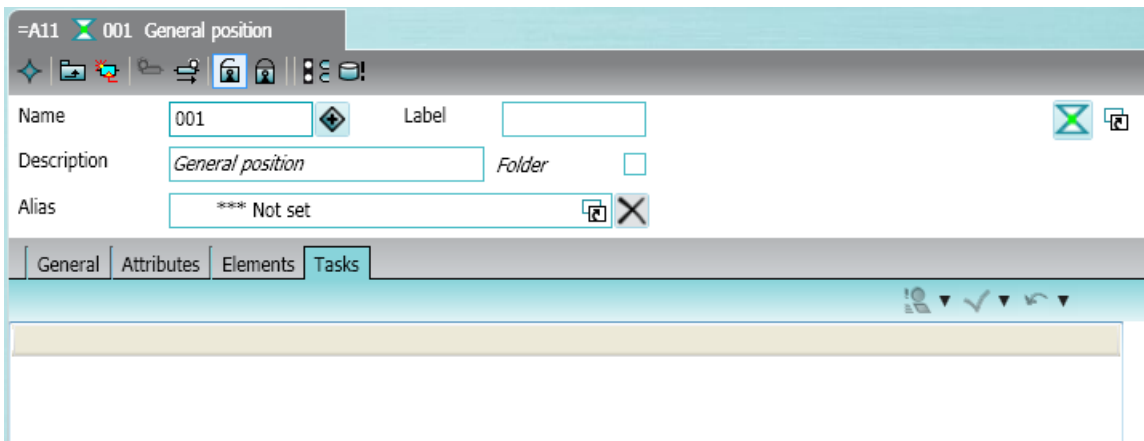 =A11 001 General position
Name 001 Label
Description General position Folder
Alias *** Not set
General Attributes Elements Tasks